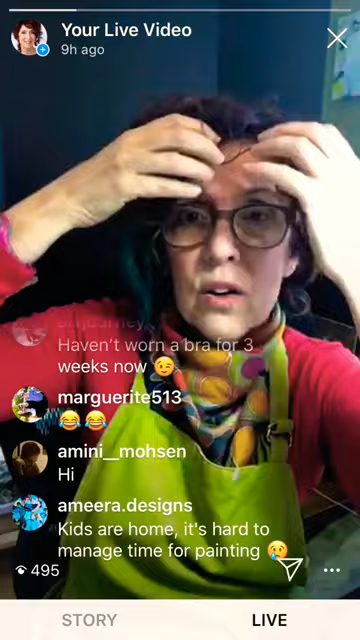 Your Live Video
9h ago
Haven't worn a bra for 3
weeks now 😉
marguerite513
😂😂
amini__mohsen
Hi
ameera.designs
Kids are home, it's hard to
manage time for painting 😢
495
STORY
LIVE